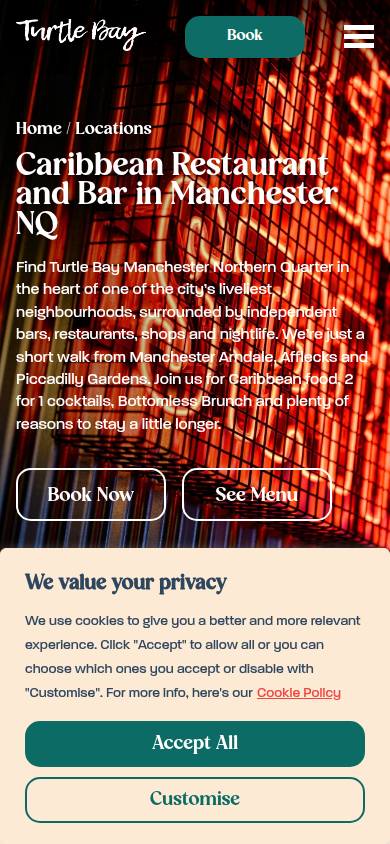 Turtle Bay
Book
Home / Locations
Caribbean Restaurant
and Bar in Manchester
NQ
Find Turtle Bay Manchester Northern Quarter in
the heart of one of the city's liveliest
neighbourhoods, surrounded by independent
bars, restaurants, shops and nightlife. We're just a
short walk from Manchester Arndale, Afflecks and
Piccadilly Gardens. Join us for Caribbean food, 2
for 1 cocktails, Bottomless Brunch and plenty of
reasons to stay a little longer.
Book Now
See Menu
We value your privacy
We use cookies to give you a better and more relevant
experience. Click "Accept" to allow all or you can
choose which ones you accept or disable with
"Customise". For more info, here's our Cookie Policy
Accept All
Customise